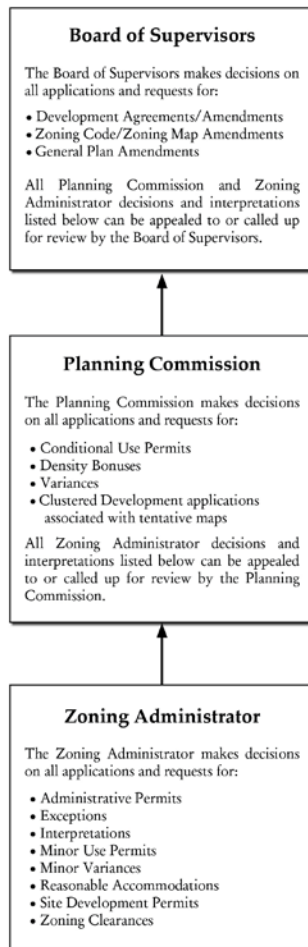 Board of Supervisors
The Board of Supervisors makes decisions on
all applications and requests for:
• Development Agreements/Amendments
• Zoning Code/Zoning Map Amendments
• General Plan Amendments
All Planning Commission and Zoning
Administrator decisions and interpretations
listed below can be appealed to or called up
for review by the Board of Supervisors.
Planning Commission
The Planning Commission makes decisions
on all applications and requests for:
• Conditional Use Permits
• Density Bonuses
• Variances
• Clustered Development applications
associated with tentative maps
All Zoning Administrator decisions and
interpretations listed below can be appealed
to or called up for review by the Planning
Commission.
Zoning Administrator
The Zoning Administrator makes decisions
on all applications and requests for:
• Administrative Permits
• Exceptions
• Interpretations
• Minor Use Permits
• Minor Variances
• Reasonable Accommodations
• Site Development Permits
• Zoning Clearances